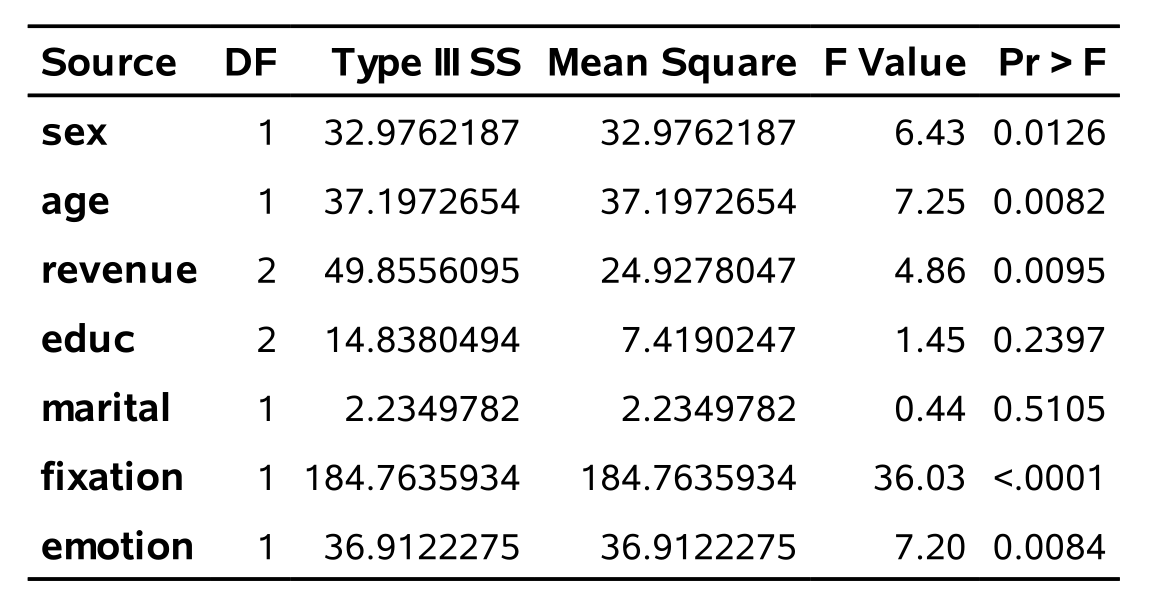 Source DF Type III SS Mean Square F Value Pr > F
sex 1 32.9762187 32.9762187 6.43 0.0126
age 1 37.1972654 37.1972654 7.25 0.0082
revenue 2 49.8556095 24.9278047 4.86 0.0095
educ 2 14.8380494 7.4190247 1.45 0.2397
marital 1 2.2349782 2.2349782 0.44 0.5105
fixation 1 184.7635934 184.7635934 36.03 <.0001
emotion 1 36.9122275 36.9122275 7.20 0.0084